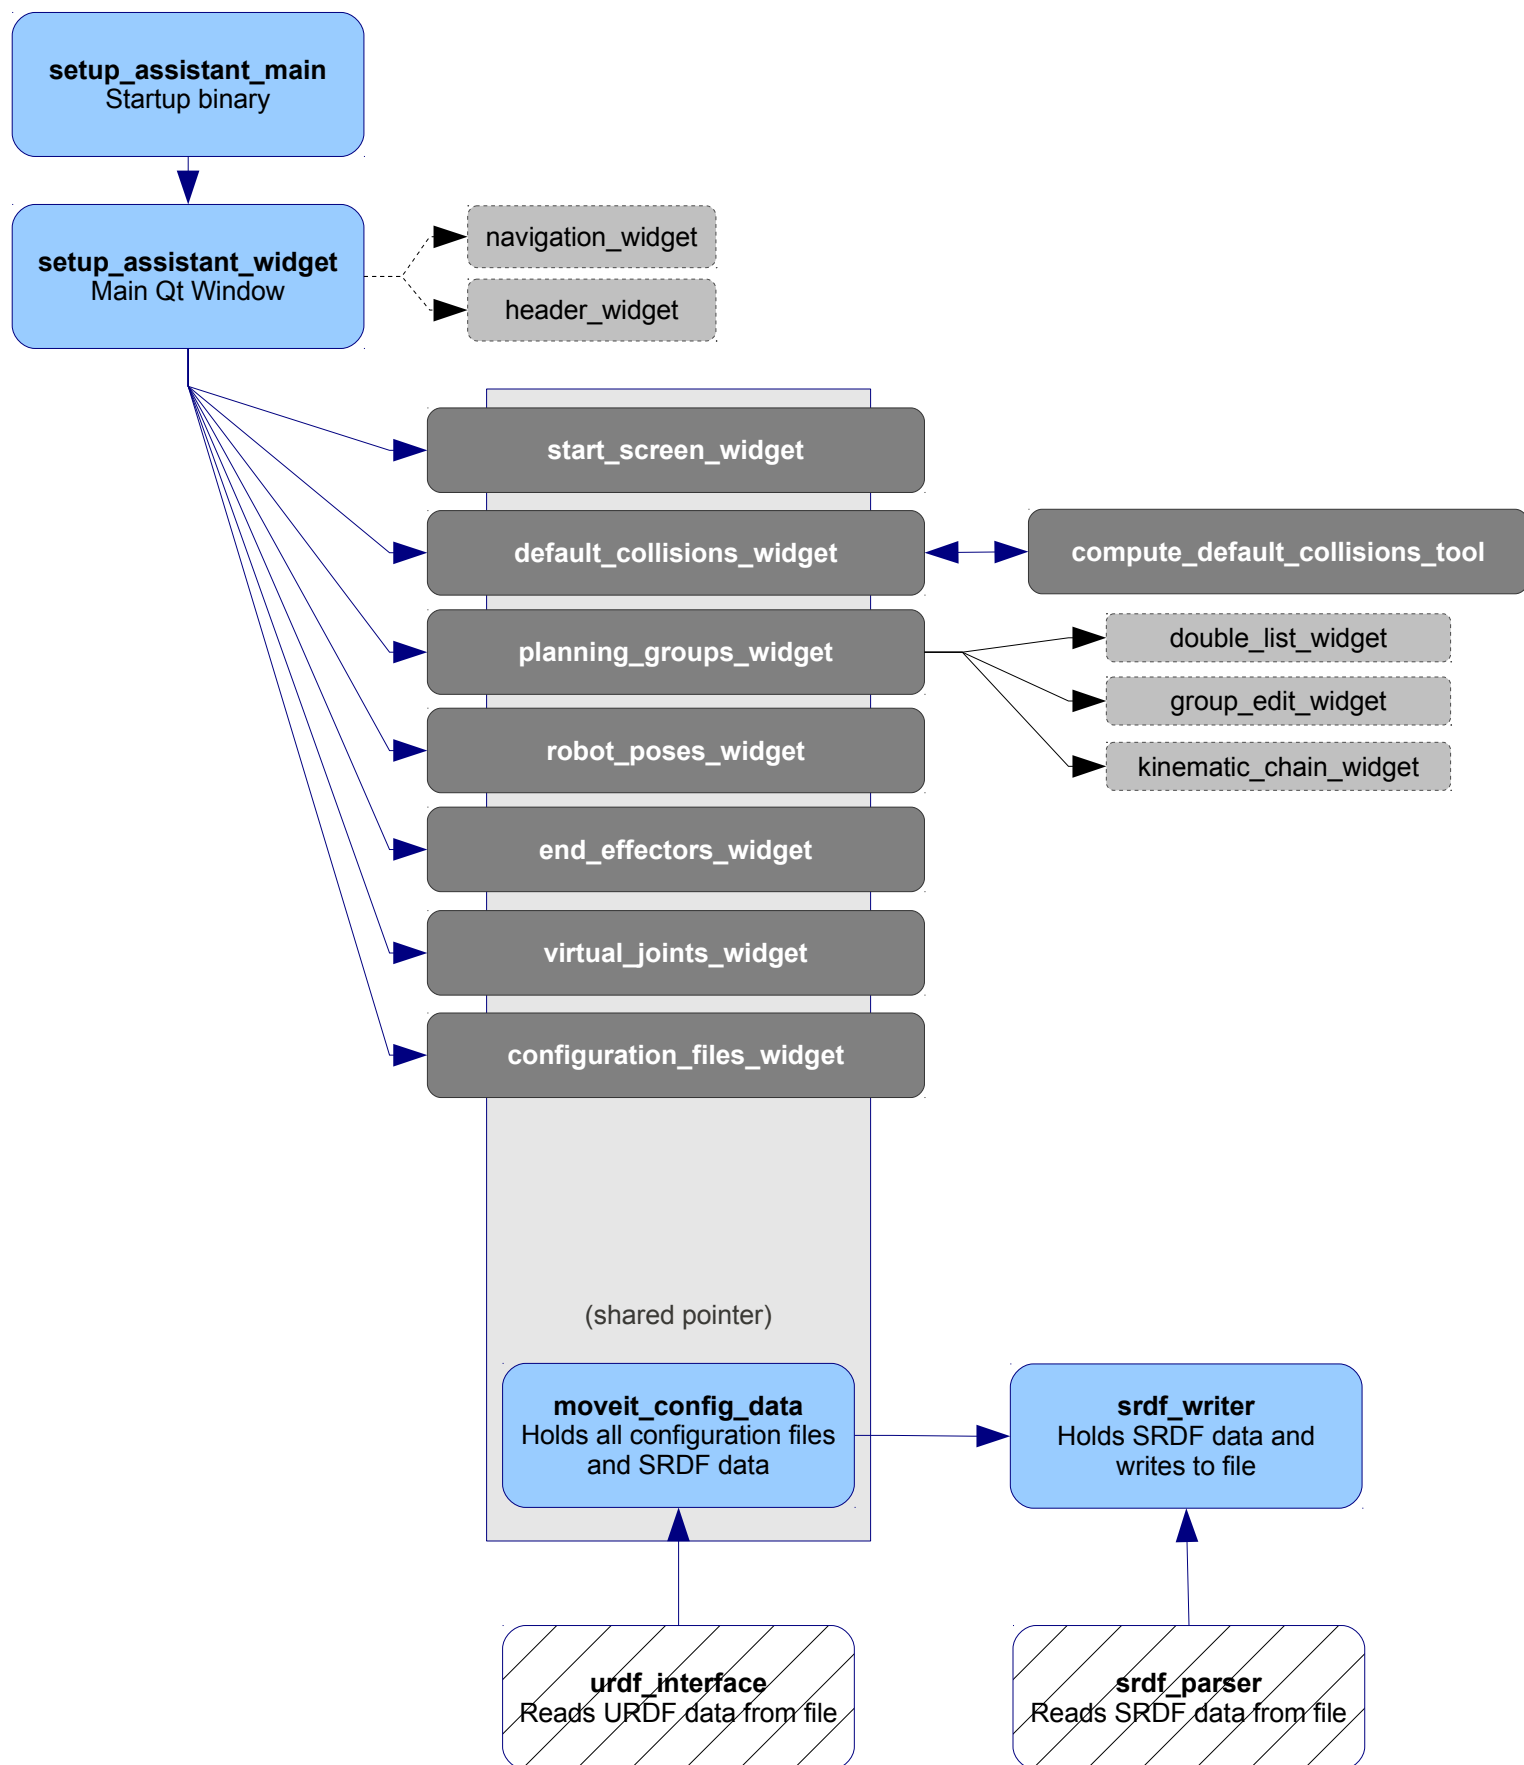 setup_assistant_main
Startup binary
setup_assistant_widget
Main Qt Window
navigation_widget
header_widget
start_screen_widget
default_collisions_widget
compute_default_collisions_tool
planning_groups_widget
double_list_widget
group_edit_widget
kinematic_chain_widget
robot_poses_widget
end_effectors_widget
virtual_joints_widget
configuration_files_widget
(shared pointer)
moveit_config_data
Holds all configuration files
and SRDF data
srdf_writer
Holds SRDF data and
writes to file
urdf_interface
Reads URDF data from file
srdf_parser
Reads SRDF data from file